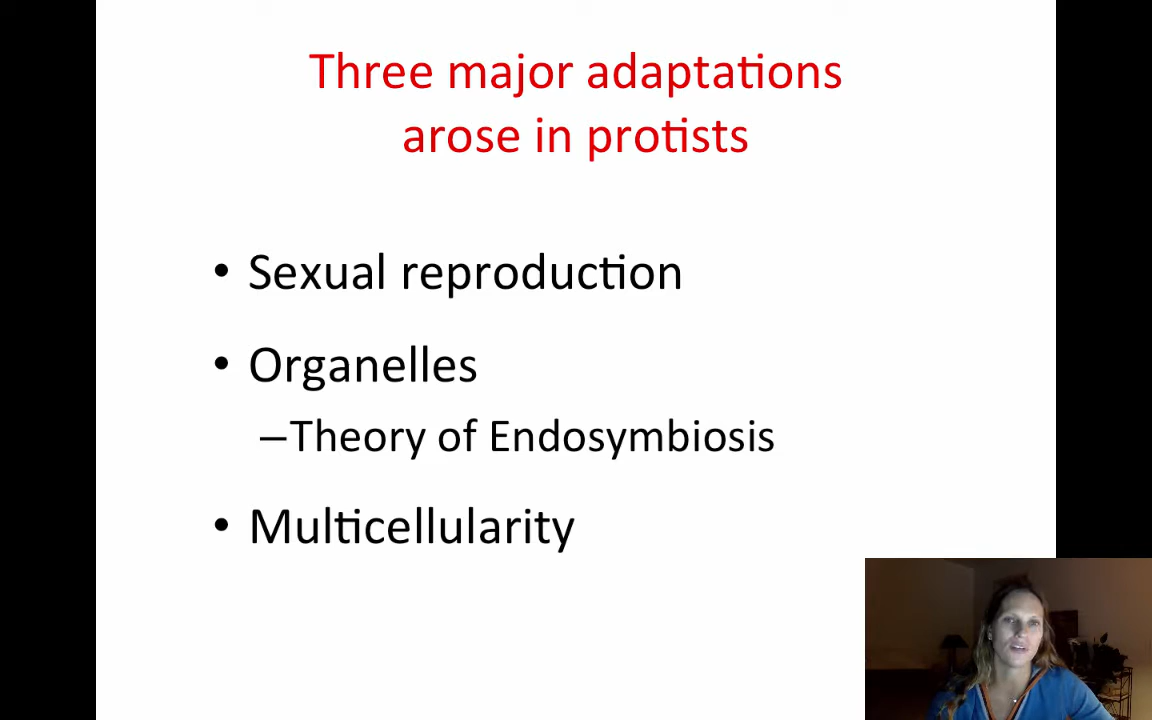 Three major adaptations
arose in protists
• Sexual reproduction
• Organelles
–Theory of Endosymbiosis
• Multicellularity